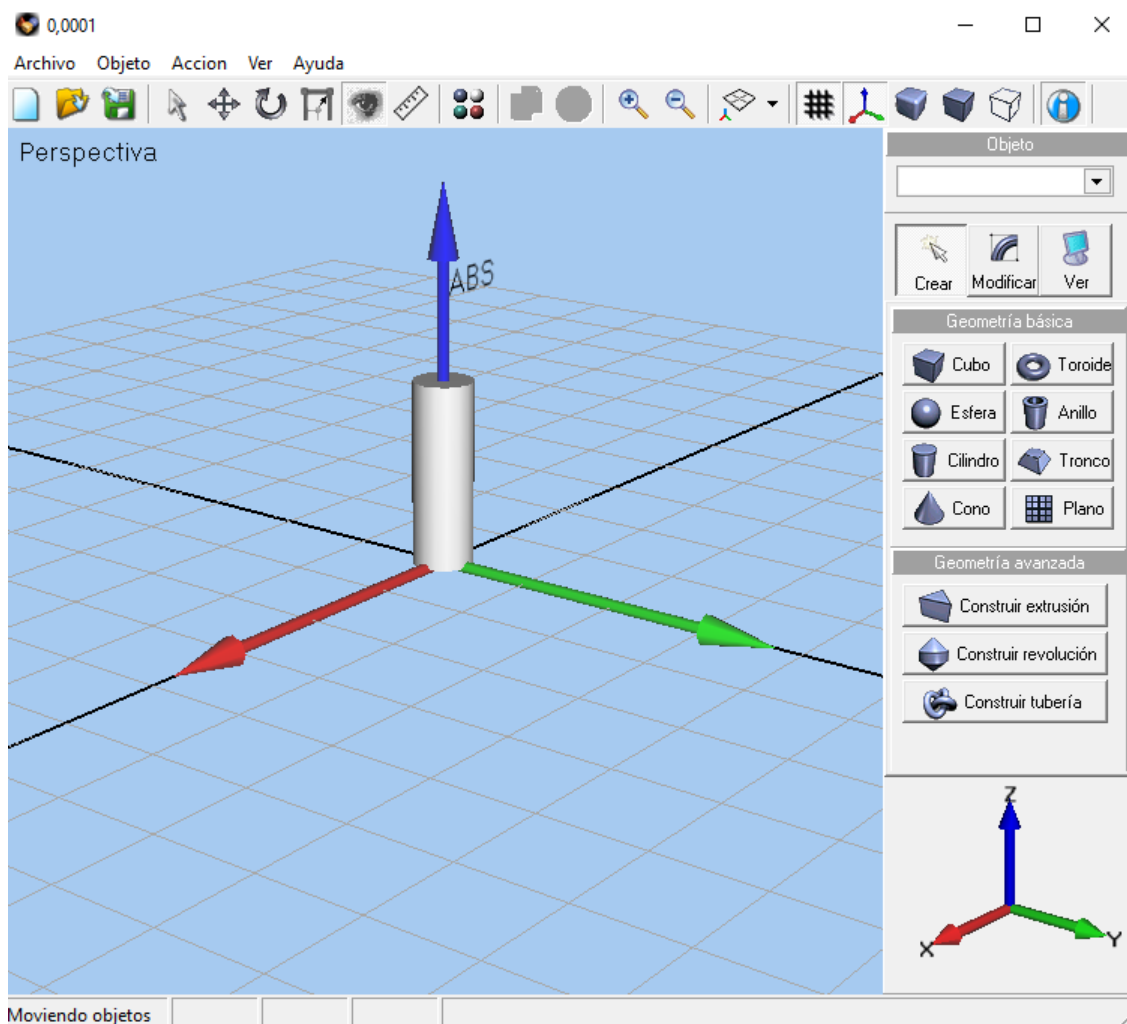 0,0001
Archivo Objeto Accion Ver Ayuda
Perspectiva
ABS
Objeto
Crear Modificar Ver
Geometría básica
Cubo Toroide
Esfera Anillo
Cilindro Tronco
Cono Plano
Geometría avanzada
Construir extrusión
Construir revolución
Construir tubería
Z
X Y
Moviendo objetos